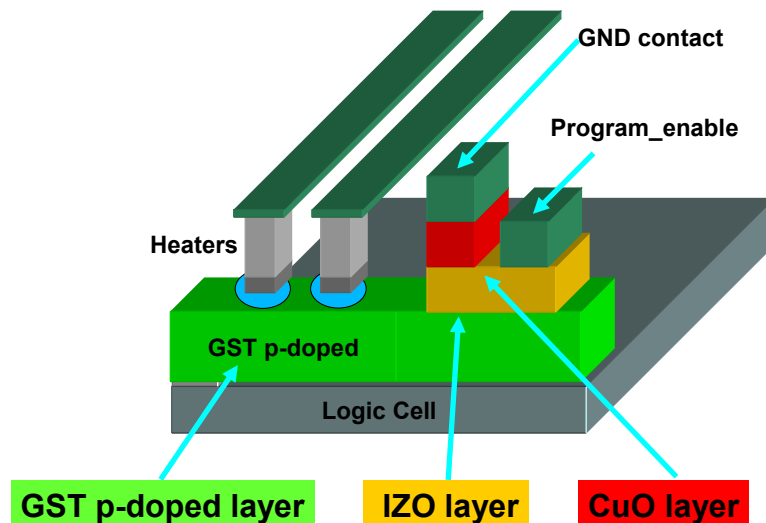 GND contact
Program_enable
Heaters
GST p-doped
Logic Cell
GST p-doped layer
IZO layer
CuO layer